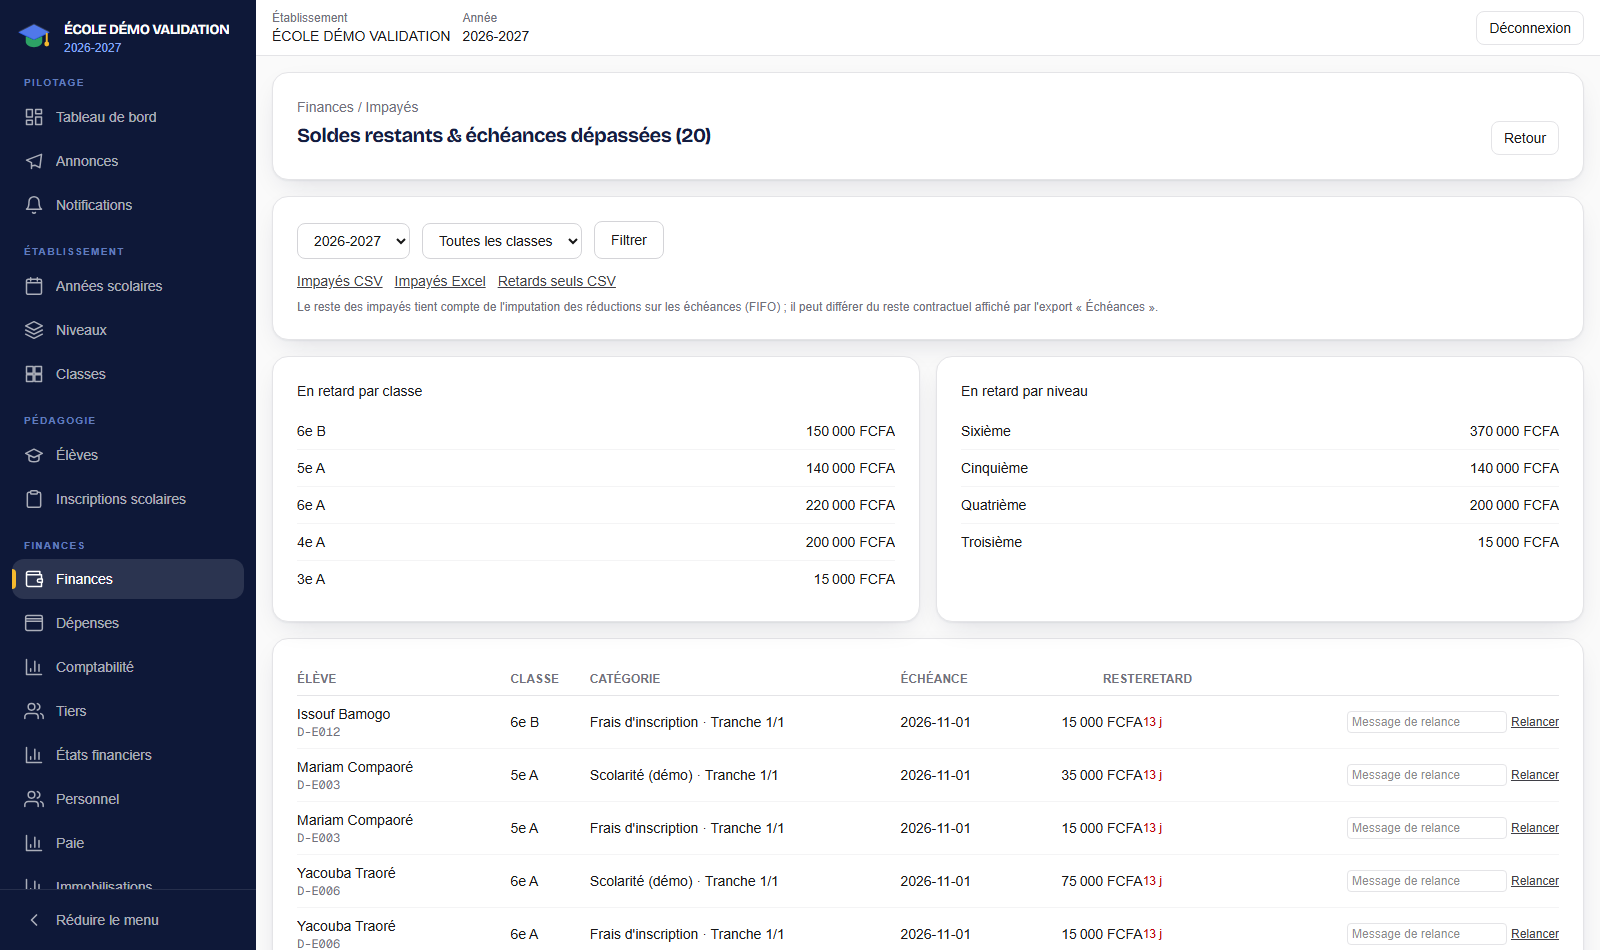 ÉCOLE DÉMO VALIDATION
2026-2027
PILOTAGE
Tableau de bord
Annonces
Notifications
ÉTABLISSEMENT
Années scolaires
Niveaux
Classes
PÉDAGOGIE
Élèves
Inscriptions scolaires
FINANCES
Finances
Dépenses
Comptabilité
Tiers
États financiers
Personnel
Paie
Immobilisations
Réduire le menu
Établissement
ÉCOLE DÉMO VALIDATION
Année
2026-2027
Déconnexion
Finances / Impayés
Soldes restants & échéances dépassées (20)
Retour
2026-2027
Toutes les classes
Filtrer
Impayés CSV Impayés Excel Retards seuls CSV
Le reste des impayés tient compte de l'imputation des réductions sur les échéances (FIFO) ; il peut différer du reste contractuel affiché par l'export « Échéances ».
En retard par classe
6e B 150 000 FCFA
5e A 140 000 FCFA
6e A 220 000 FCFA
4e A 200 000 FCFA
3e A 15 000 FCFA
En retard par niveau
Sixième 370 000 FCFA
Cinquième 140 000 FCFA
Quatrième 200 000 FCFA
Troisième 15 000 FCFA
ÉLÈVE CLASSE CATÉGORIE ÉCHÉANCE RESTERETARD
Issouf Bamogo
D-E012
6e B Frais d'inscription · Tranche 1/1 2026-11-01 15 000 FCFA13 j Message de relance Relancer
Mariam Compaoré
D-E003
5e A Scolarité (démo) · Tranche 1/1 2026-11-01 35 000 FCFA13 j Message de relance Relancer
Mariam Compaoré
D-E003
5e A Frais d'inscription · Tranche 1/1 2026-11-01 15 000 FCFA13 j Message de relance Relancer
Yacouba Traoré
D-E006
6e A Scolarité (démo) · Tranche 1/1 2026-11-01 75 000 FCFA13 j Message de relance Relancer
Yacouba Traoré
D-E006
6e A Frais d'inscription · Tranche 1/1 2026-11-01 15 000 FCFA13 j Message de relance Relancer